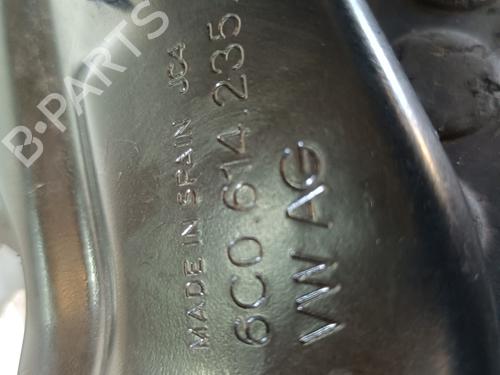 B-PARTS
MADE IN SPAIN JCA
6C0.614.235
VW AG